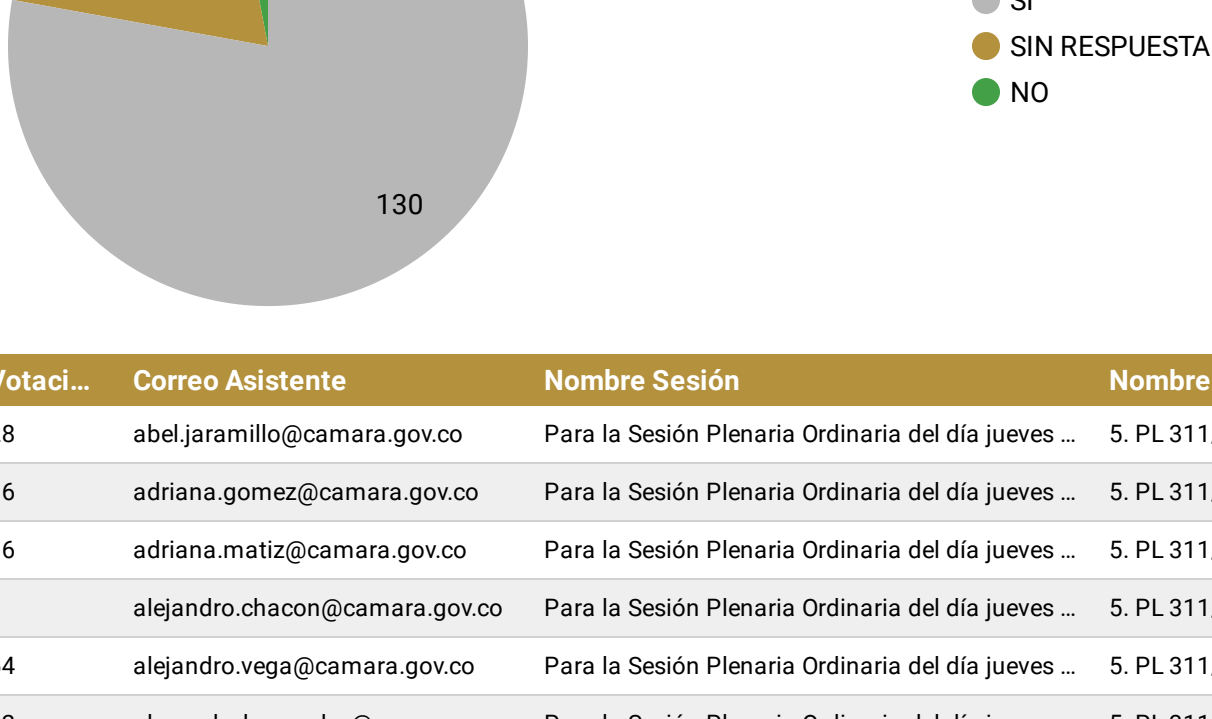 SI
SIN RESPUESTA
NO
130
Votaci... Correo Asistente Nombre Sesión Nombre
8 abel.jaramillo@camara.gov.co Para la Sesión Plenaria Ordinaria del día jueves ... 5. PL 311
6 adriana.gomez@camara.gov.co Para la Sesión Plenaria Ordinaria del día jueves ... 5. PL 311
6 adriana.matiz@camara.gov.co Para la Sesión Plenaria Ordinaria del día jueves ... 5. PL 311
alejandro.chacon@camara.gov.co Para la Sesión Plenaria Ordinaria del día jueves ... 5. PL 311
4 alejandro.vega@camara.gov.co Para la Sesión Plenaria Ordinaria del día jueves ... 5. PL 311